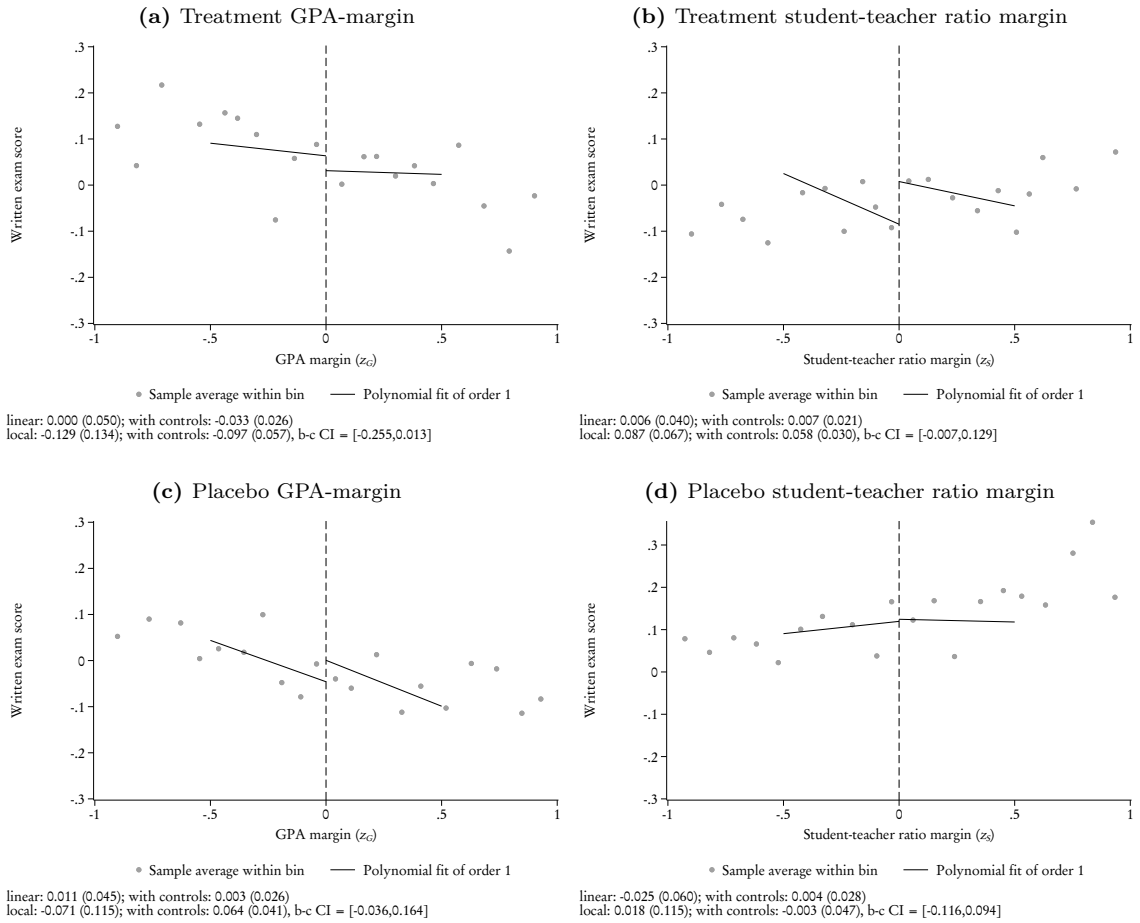 (a) Treatment GPA-margin
.3
.2
.1
0
-.1
-.2
-.3
Written exam score
-1
-.5
0
.5
1
GPA margin (zG)
Sample average within bin
Polynomial fit of order 1
linear: 0.000 (0.050); with controls: -0.033 (0.026)
local: -0.129 (0.134); with controls: -0.097 (0.057), b-c CI = [-0.255,0.013]
(b) Treatment student-teacher ratio margin
.3
.2
.1
0
-.1
-.2
-.3
Written exam score
-1
-.5
0
.5
1
Student-teacher ratio margin (zS)
Sample average within bin
Polynomial fit of order 1
linear: 0.006 (0.040); with controls: 0.007 (0.021)
local: 0.087 (0.067); with controls: 0.058 (0.030), b-c CI = [-0.007,0.129]
(c) Placebo GPA-margin
.3
.2
.1
0
-.1
-.2
-.3
Written exam score
-1
-.5
0
.5
1
GPA margin (zG)
Sample average within bin
Polynomial fit of order 1
linear: 0.011 (0.045); with controls: 0.003 (0.026)
local: -0.071 (0.115); with controls: 0.064 (0.041), b-c CI = [-0.036,0.164]
(d) Placebo student-teacher ratio margin
.3
.2
.1
0
-.1
-.2
-.3
Written exam score
-1
-.5
0
.5
1
Student-teacher ratio margin (zS)
Sample average within bin
Polynomial fit of order 1
linear: -0.025 (0.060); with controls: 0.004 (0.028)
local: 0.018 (0.115); with controls: -0.003 (0.047), b-c CI = [-0.116,0.094]